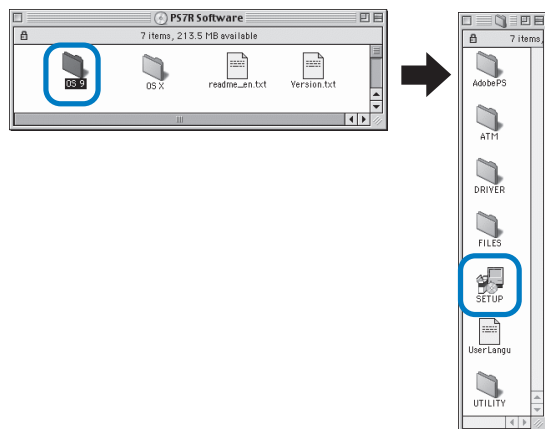 PS7R Software
7 items, 213.5 MB available
OS 9
OS X
readme_en.txt
Version.txt
7 items,
AdobePS
ATM
DRIVER
FILES
SETUP
UserLangu
UTILITY